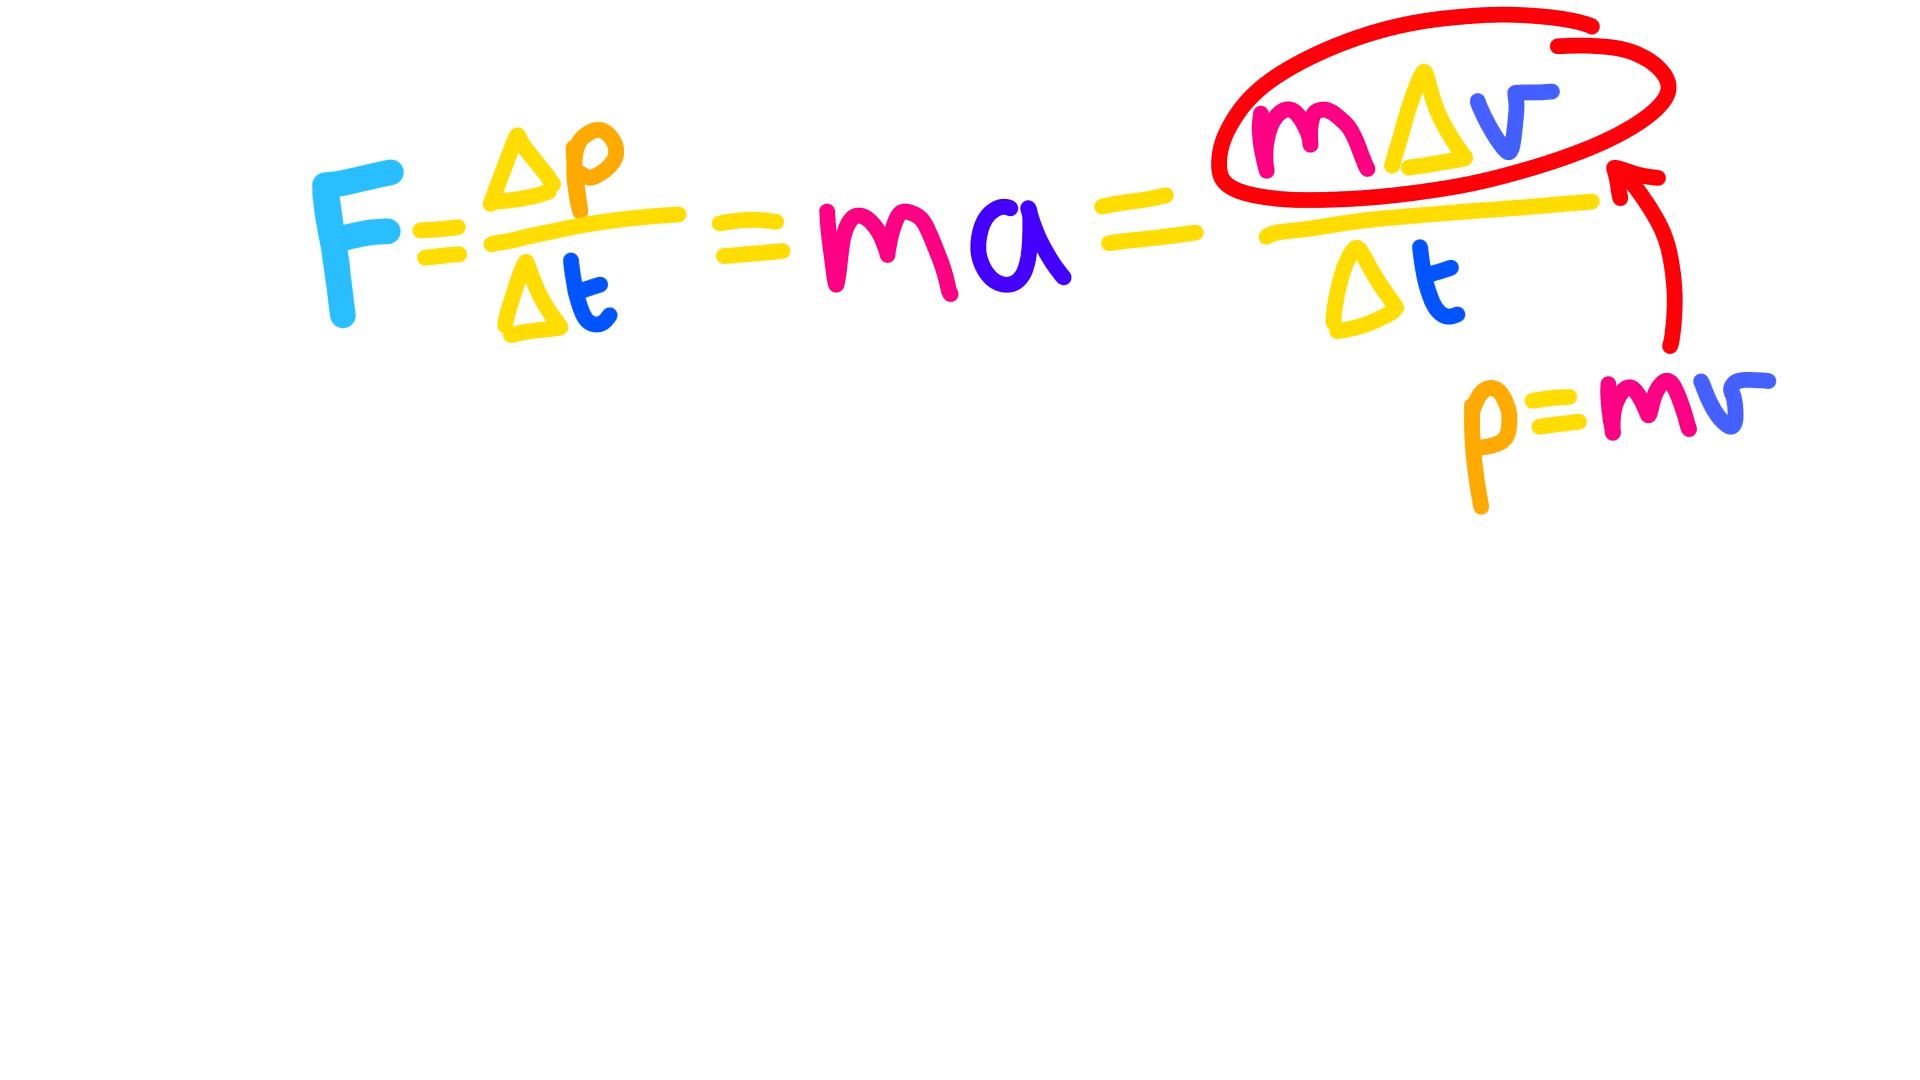 F = Δp/Δt = ma = mΔv/Δt
p = mv